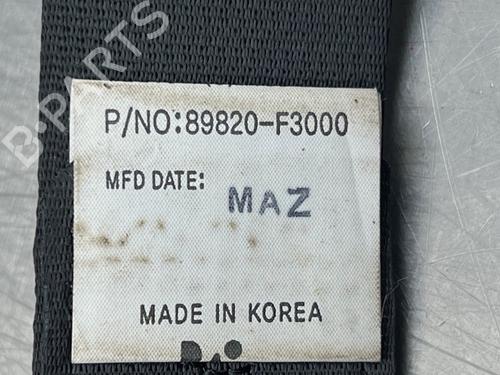 B-PARTS
P/NO:89820-F3000
MFD DATE: MAZ
MADE IN KOREA